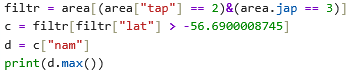 filtr = area[(area["tap"] == 2)&(area.jap == 3)]
c = filtr[filtr["lat"] > -56.6900008745]
d = c["nam"]
print(d.max())